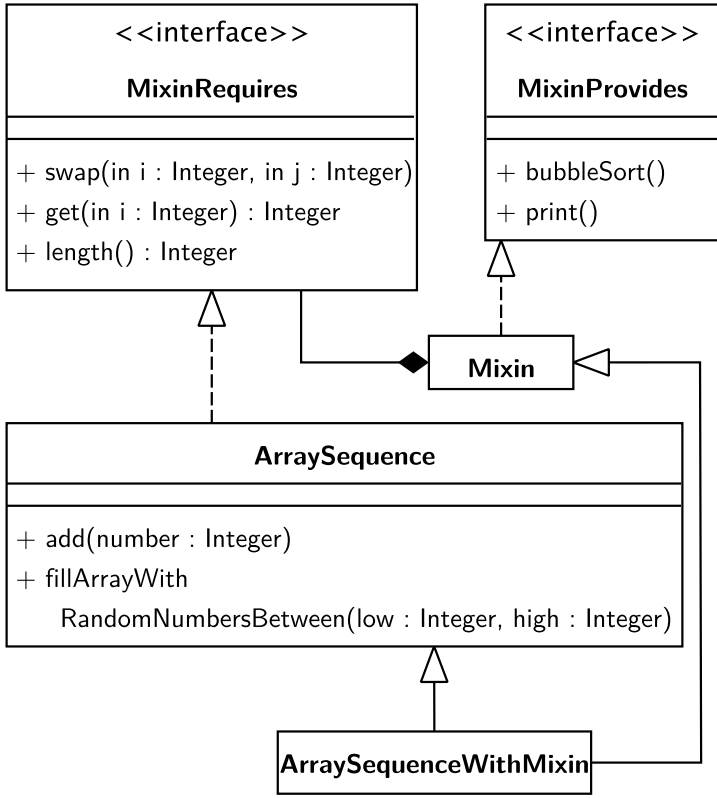 <<interface>>
MixinRequires
+ swap(in i : Integer, in j : Integer)
+ get(in i : Integer) : Integer
+ length() : Integer
<<interface>>
MixinProvides
+ bubbleSort()
+ print()
Mixin
ArraySequence
+ add(number : Integer)
+ fillArrayWith
RandomNumbersBetween(low : Integer, high : Integer)
ArraySequenceWithMixin